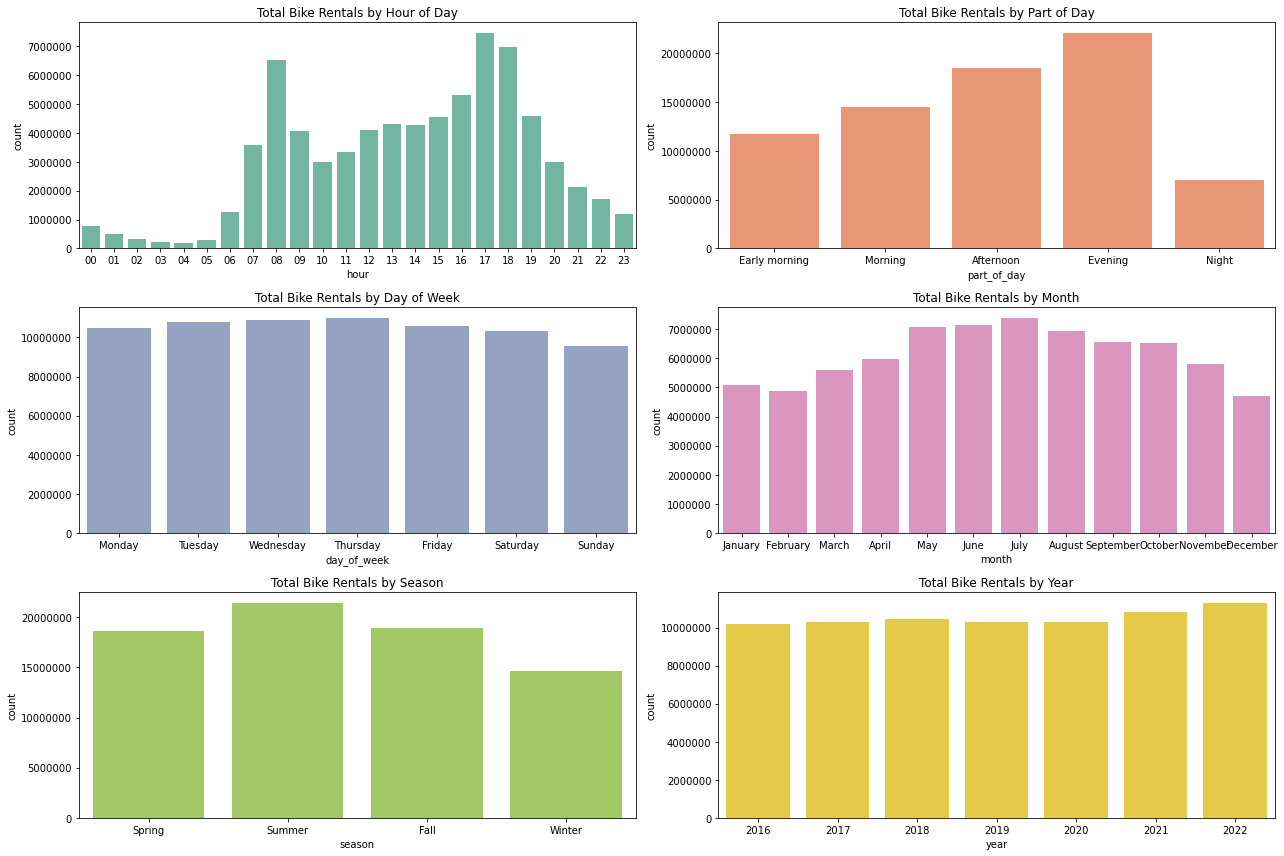 Total Bike Rentals by Hour of Day
7000000
6000000
5000000
4000000
3000000
2000000
1000000
0
count
00 01 02 03 04 05 06 07 08 09 10 11 12 13 14 15 16 17 18 19 20 21 22 23
hour
Total Bike Rentals by Part of Day
20000000
15000000
10000000
5000000
0
count
Early morning Morning Afternoon Evening Night
part_of_day
Total Bike Rentals by Day of Week
10000000
8000000
6000000
4000000
2000000
0
count
Monday Tuesday Wednesday Thursday Friday Saturday Sunday
day_of_week
Total Bike Rentals by Month
7000000
6000000
5000000
4000000
3000000
2000000
1000000
0
count
January February March April May June July August September October November December
month
Total Bike Rentals by Season
20000000
15000000
10000000
5000000
0
count
Spring Summer Fall Winter
season
Total Bike Rentals by Year
10000000
8000000
6000000
4000000
2000000
0
count
2016 2017 2018 2019 2020 2021 2022
year